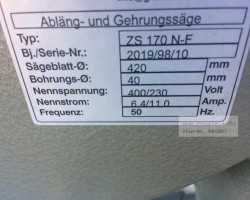 Abläng- und Gehrungssäge
Typ: ZS 170 N-F
Bj./Serie-Nr.: 2019/98/10
Sägeblatt-Ø: 420 mm
Bohrungs-Ø: 40 mm
Nennspannung: 400/230 Volt
Nennstrom: 6,4/11,0 Amp.
Frequenz: 50 Hz.